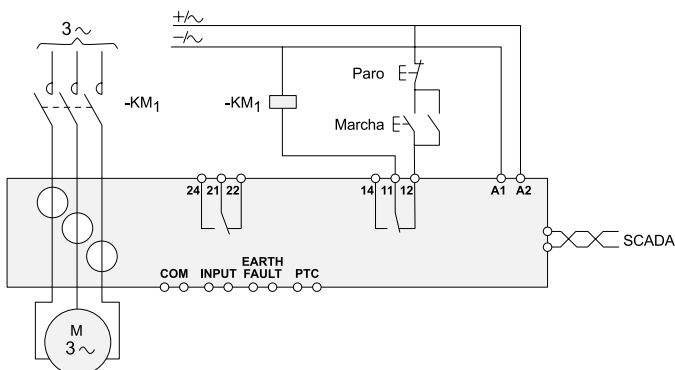 +/∼
3∼
−/∼
Paro
-KM1
-KM1
Marcha
24 21 22
14 11 12
A1 A2
SCADA
EARTH
COM INPUT FAULT PTC
M
3∼